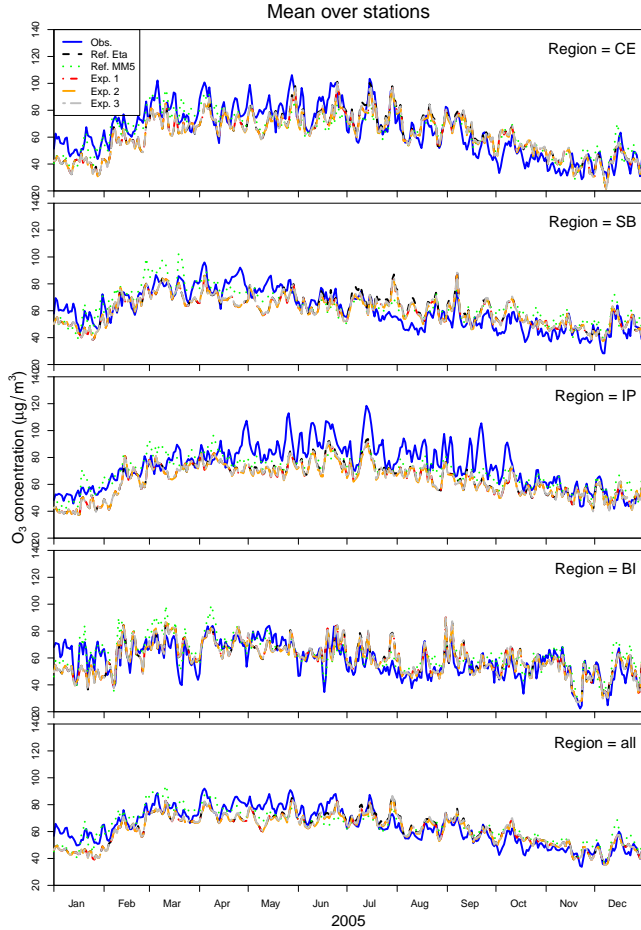 Mean over stations
140
120
100
80
60
40
20
Obs.
Ref. Eta
Ref. MM5
Exp. 1
Exp. 2
Exp. 3
Region = CE
140
120
100
80
60
40
20
Region = SB
140
120
100
80
60
40
20
Region = IP
O₃ concentration (μg/m³)
140
120
100
80
60
40
20
Region = BI
140
120
100
80
60
40
20
Region = all
Jan Feb Mar Apr May Jun Jul Aug Sep Oct Nov Dec
2005